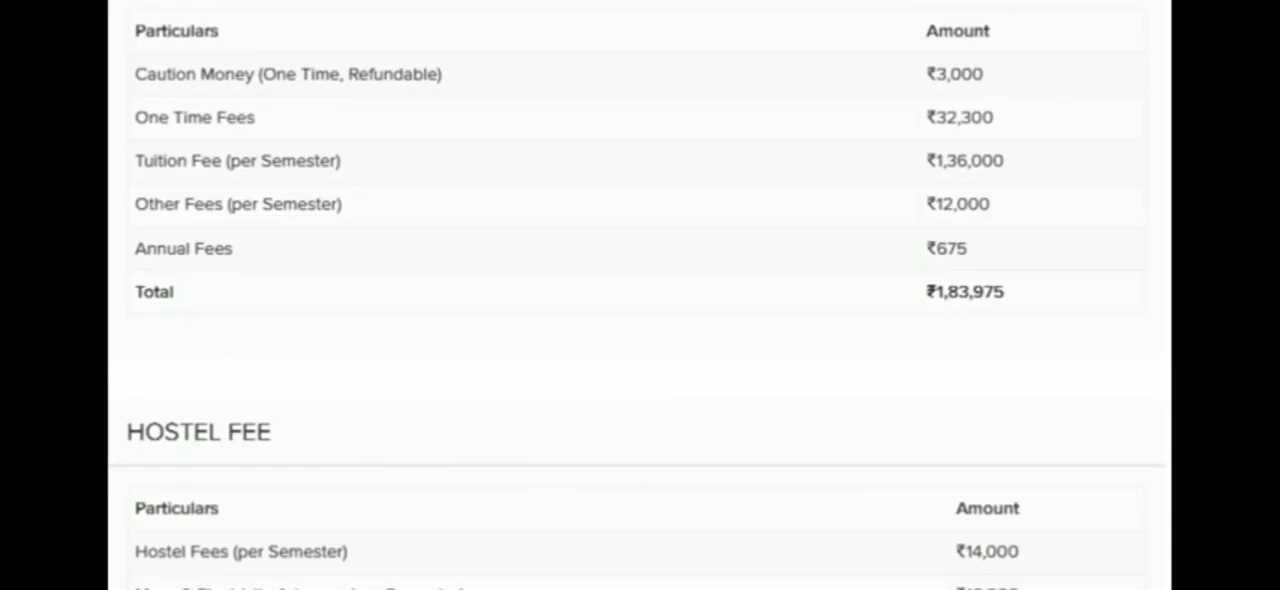 Particulars Amount
Caution Money (One Time, Refundable) ₹3,000
One Time Fees ₹32,300
Tuition Fee (per Semester) ₹1,36,000
Other Fees (per Semester) ₹12,000
Annual Fees ₹675
Total ₹1,83,975
HOSTEL FEE
Particulars Amount
Hostel Fees (per Semester) ₹14,000